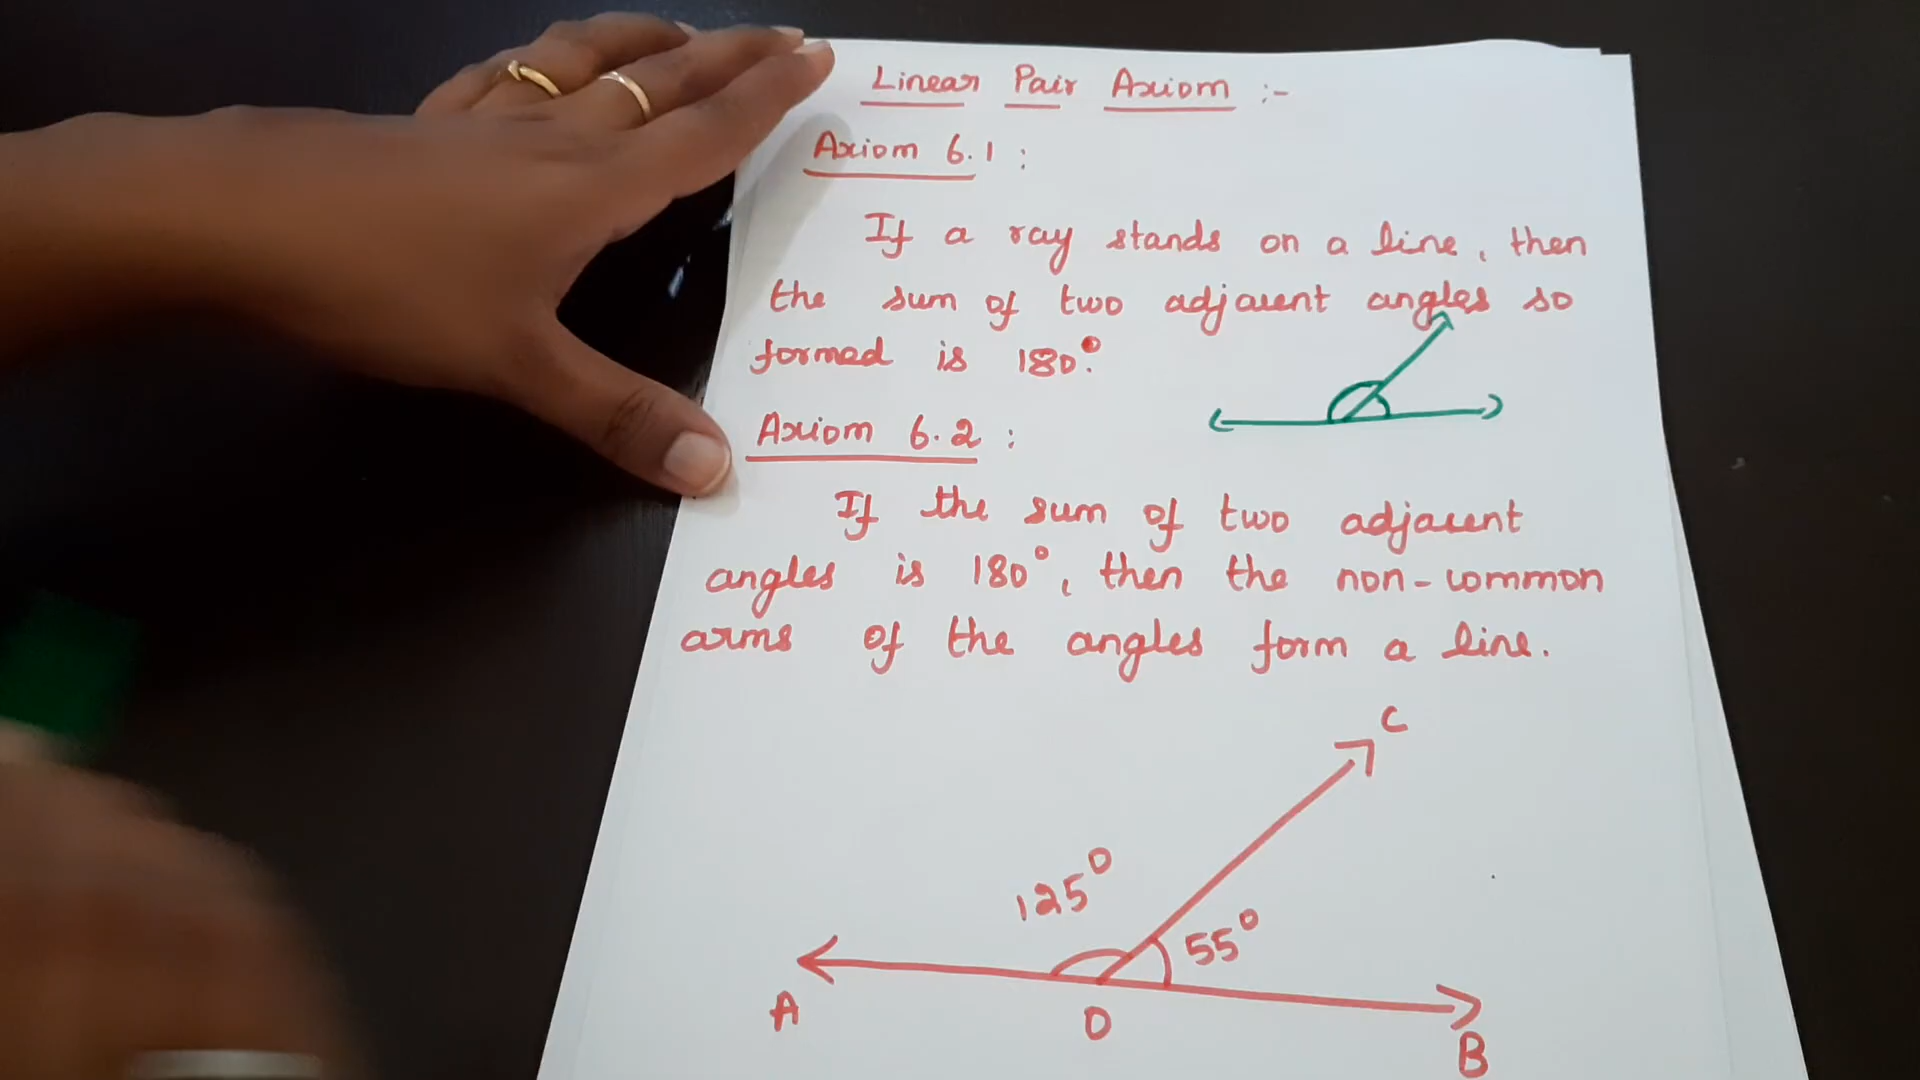 Linear Pair Axiom :-
Axiom 6.1 :
If a ray stands on a line, then
the sum of two adjacent angles so
formed is 180°.
Axiom 6.2 :
If the sum of two adjacent
angles is 180°, then the non-common
arms of the angles form a line.
C
125°
55°
A
O
B